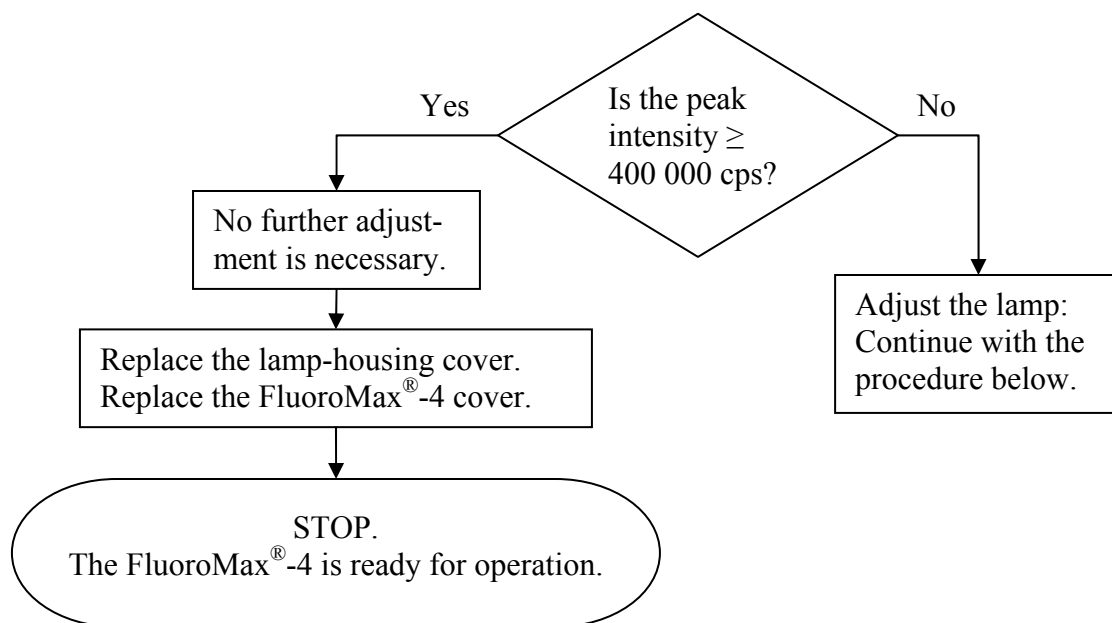 Yes
Is the peak
intensity ≥
400 000 cps?
No
No further adjust-
ment is necessary.
Replace the lamp-housing cover.
Replace the FluoroMax®-4 cover.
STOP.
The FluoroMax®-4 is ready for operation.
Adjust the lamp:
Continue with the
procedure below.